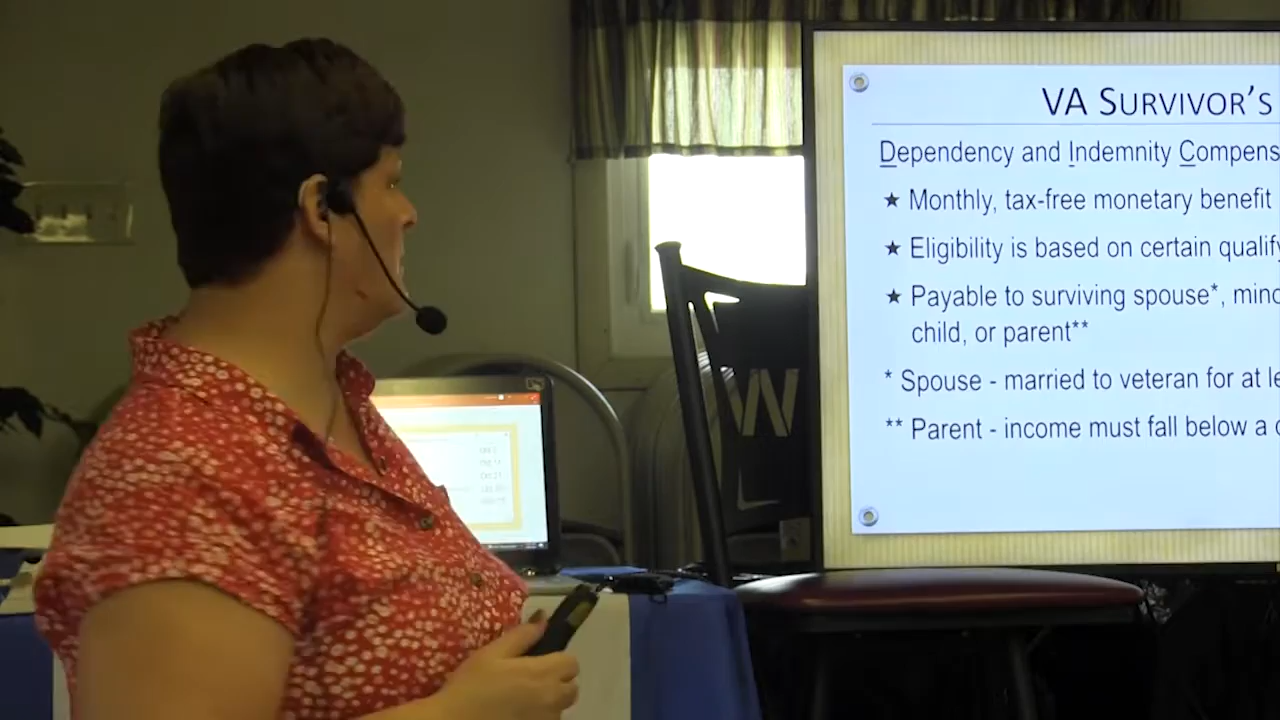 VA SURVIVOR'S
Dependency and Indemnity Compens
★ Monthly, tax-free monetary benefit
★ Eligibility is based on certain qualify
★ Payable to surviving spouse*, mino
child, or parent**
* Spouse - married to veteran for at le
** Parent - income must fall below a c
W